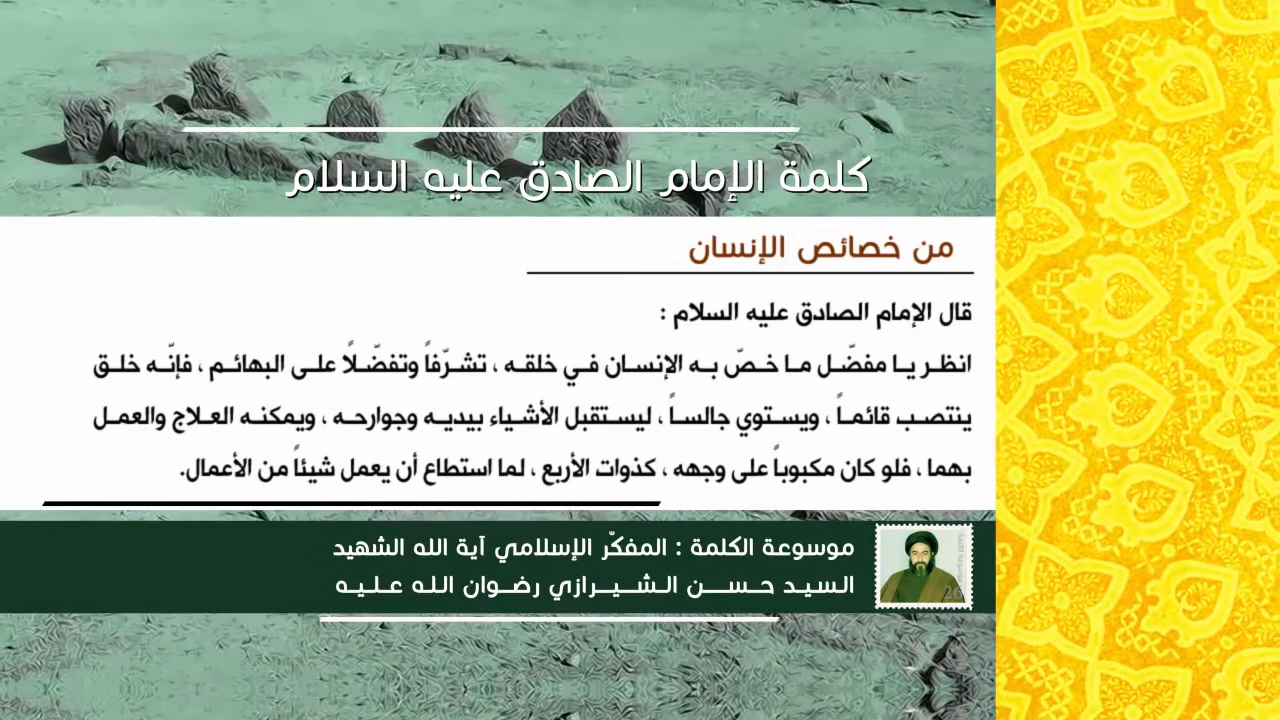 كلمة الإمام الصادق عليه السلام
من خصائص الإنسان
قال الإمام الصادق عليه السلام :
انظر يا مفضّل ما خصّ به الإنسان في خلقه ، تشرّفاً وتفضّلاً على البهائم ، فإنّه خلق
ينتصب قائماً ، ويستوي جالساً ، ليستقبل الأشياء بيديه وجوارحه ، ويمكنه العلاج والعمل
بهما ، فلو كان مكبوباً على وجهه ، كذوات الأربع ، لما استطاع أن يعمل شيئاً من الأعمال.
موسوعة الكلمة : المفكّر الإسلامي آية الله الشهيد
السيد حسن الشيرازي رضوان الله عليه